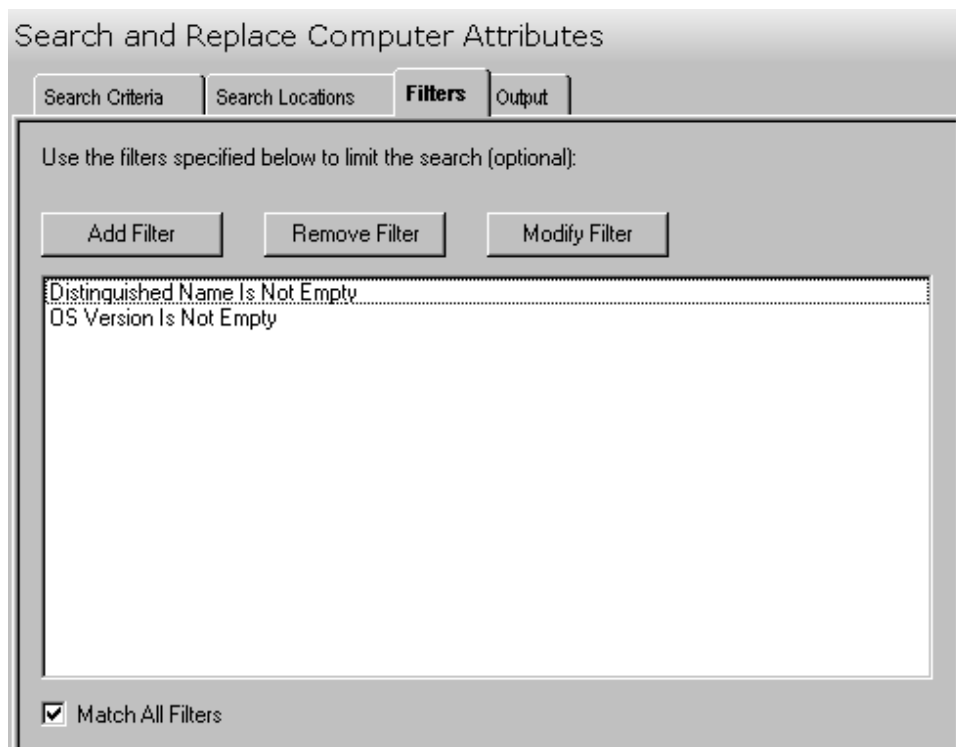 Search and Replace Computer Attributes
Search Criteria Search Locations Filters Output
Use the filters specified below to limit the search (optional):
Add Filter Remove Filter Modify Filter
Distinguished Name Is Not Empty
OS Version Is Not Empty
Match All Filters